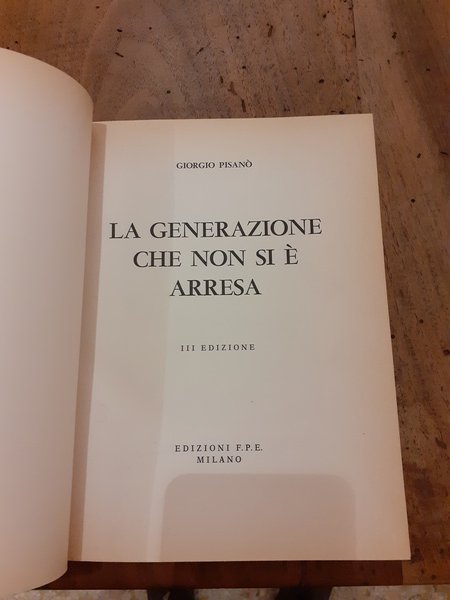 GIORGIO PISANÒ
LA GENERAZIONE
CHE NON SI È
ARRESA
III EDIZIONE
EDIZIONI F.P.E.
MILANO